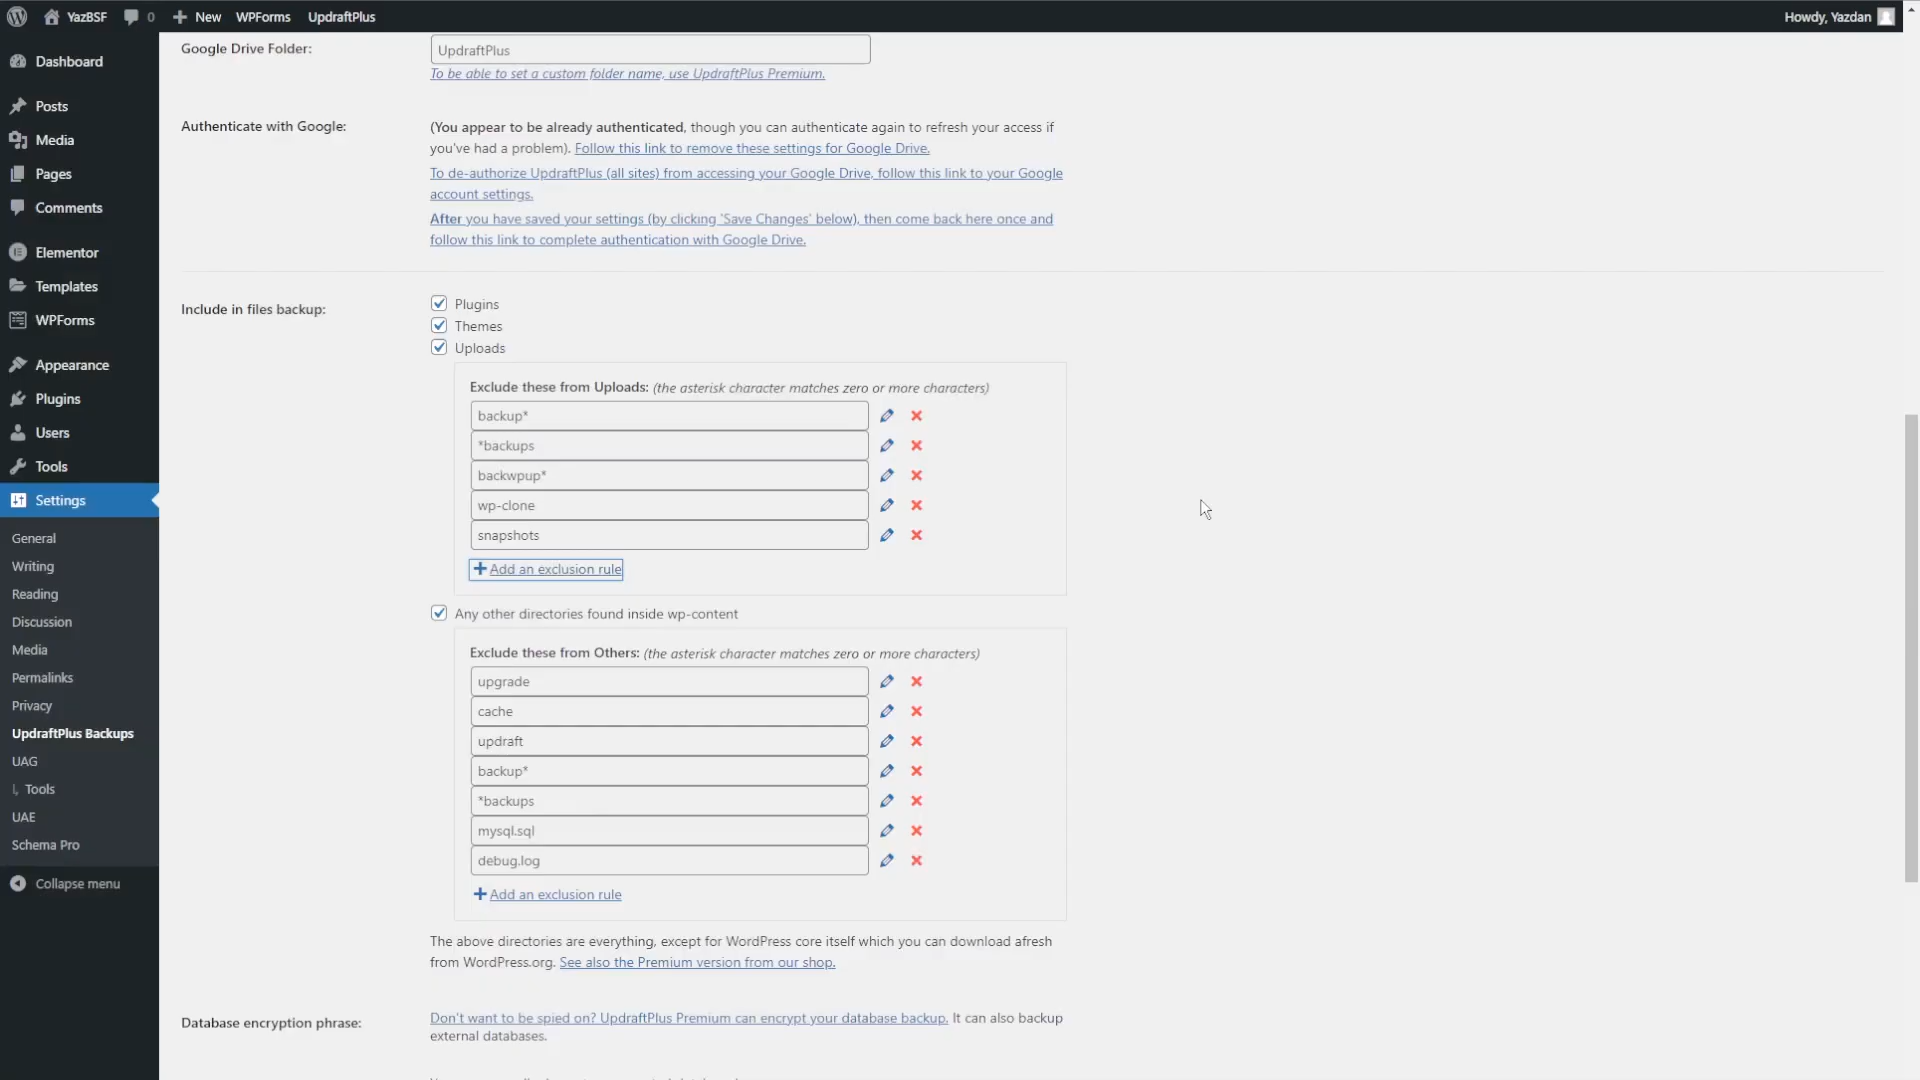 YazBSF
0
New
WPForms
UpdraftPlus
Howdy, Yazdan
Dashboard
Posts
Media
Pages
Comments
Elementor
Templates
WPForms
Appearance
Plugins
Users
Tools
Settings
General
Writing
Reading
Discussion
Media
Permalinks
Privacy
UpdraftPlus Backups
UAG
Tools
UAE
Schema Pro
Collapse menu
Google Drive Folder:
UpdraftPlus
To be able to set a custom folder name, use UpdraftPlus Premium.
Authenticate with Google:
(You appear to be already authenticated, though you can authenticate again to refresh your access if
you've had a problem). Follow this link to remove these settings for Google Drive.
To de-authorize UpdraftPlus (all sites) from accessing your Google Drive, follow this link to your Google
account settings.
After you have saved your settings (by clicking 'Save Changes' below), then come back here once and
follow this link to complete authentication with Google Drive.
Include in files backup:
Plugins
Themes
Uploads
Exclude these from Uploads: (the asterisk character matches zero or more characters)
backup*
*backups
backwpup*
wp-clone
snapshots
Add an exclusion rule
Any other directories found inside wp-content
Exclude these from Others: (the asterisk character matches zero or more characters)
upgrade
cache
updraft
backup*
*backups
mysql.sql
debug.log
Add an exclusion rule
The above directories are everything, except for WordPress core itself which you can download afresh
from WordPress.org. See also the Premium version from our shop.
Database encryption phrase:
Don't want to be spied on? UpdraftPlus Premium can encrypt your database backup. It can also backup
external databases.